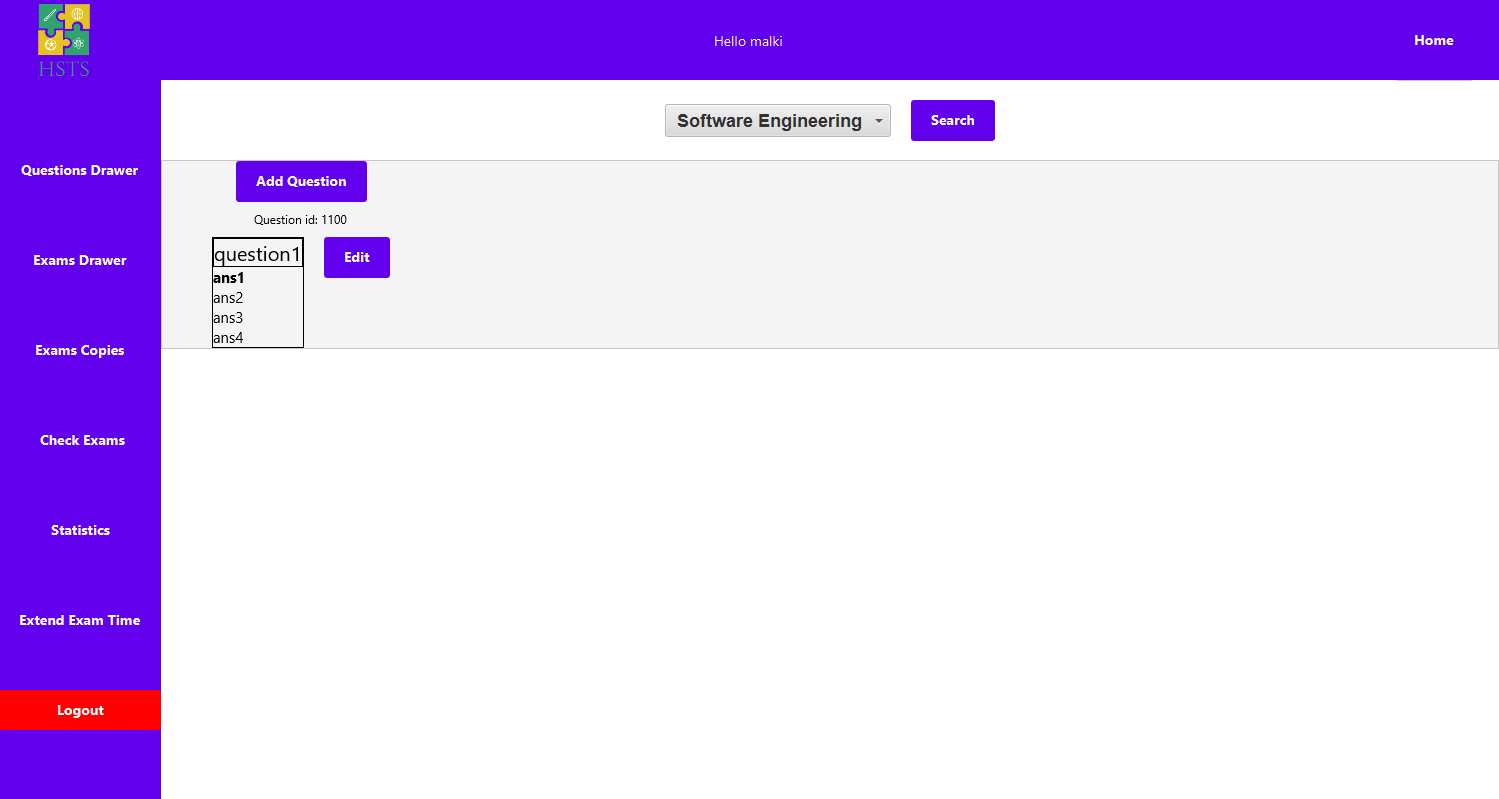 HSTS
Hello malki
Home
Software Engineering
Search
Questions Drawer
Exams Drawer
Exams Copies
Check Exams
Statistics
Extend Exam Time
Logout
Add Question
Question id: 1100
question1
Edit
ans1
ans2
ans3
ans4